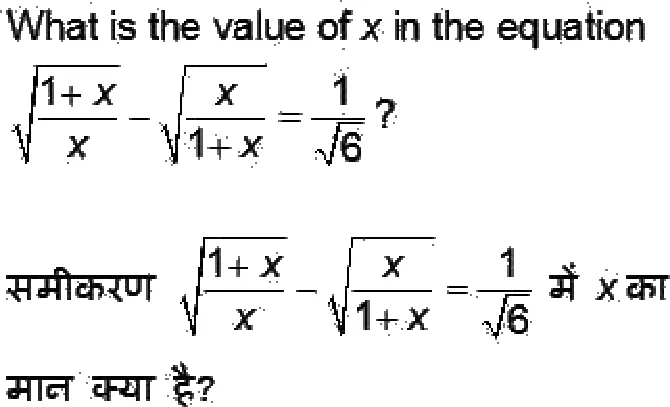 What is the value of x in the equation
√((1+x)/x) − √(x/(1+x)) = 1/√6 ?
समीकरण √((1+x)/x) − √(x/(1+x)) = 1/√6 में x का
मान क्या है?